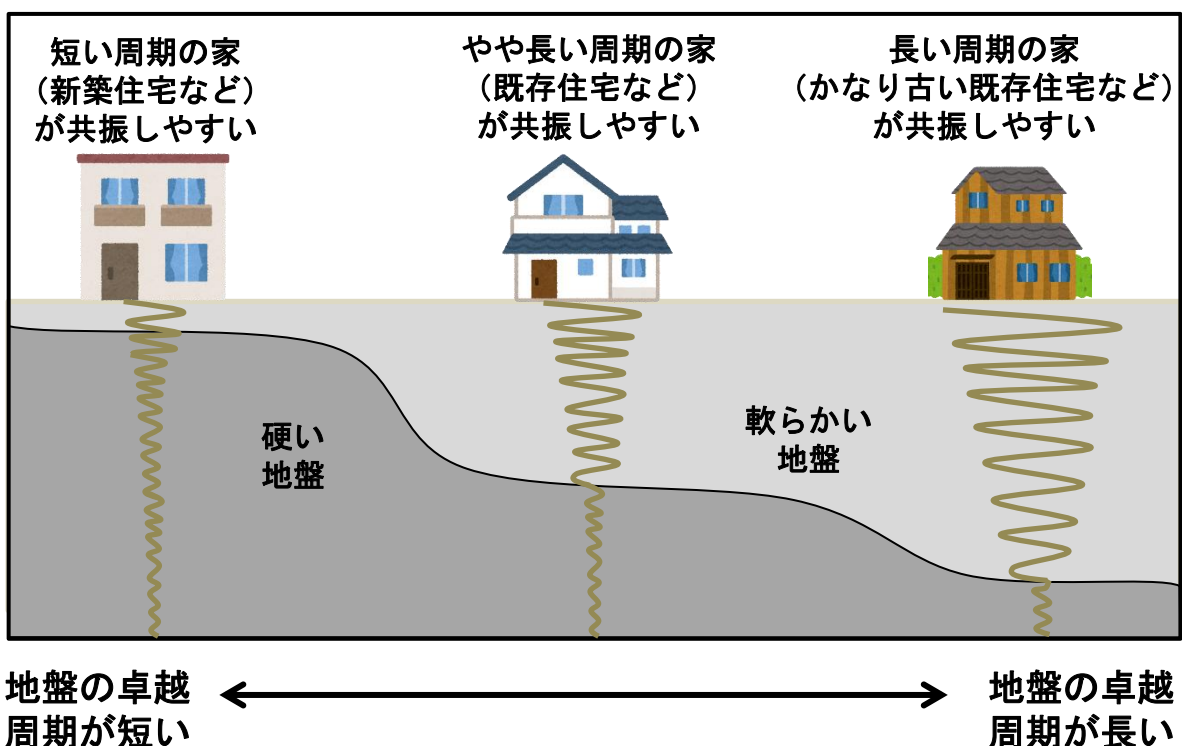 短い周期の家
（新築住宅など）
が共振しやすい
やや長い周期の家
（既存住宅など）
が共振しやすい
長い周期の家
（かなり古い既存住宅など）
が共振しやすい
硬い
地盤
軟らかい
地盤
地盤の卓越
周期が短い
地盤の卓越
周期が長い